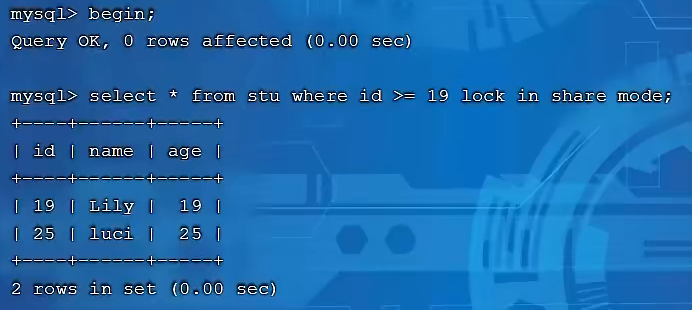 mysql> begin;
Query OK, 0 rows affected (0.00 sec)
mysql> select * from stu where id >= 19 lock in share mode;
+----+------+-----+
| id | name | age |
+----+------+-----+
| 19 | Lily |  19 |
| 25 | luci |  25 |
+----+------+-----+
2 rows in set (0.00 sec)